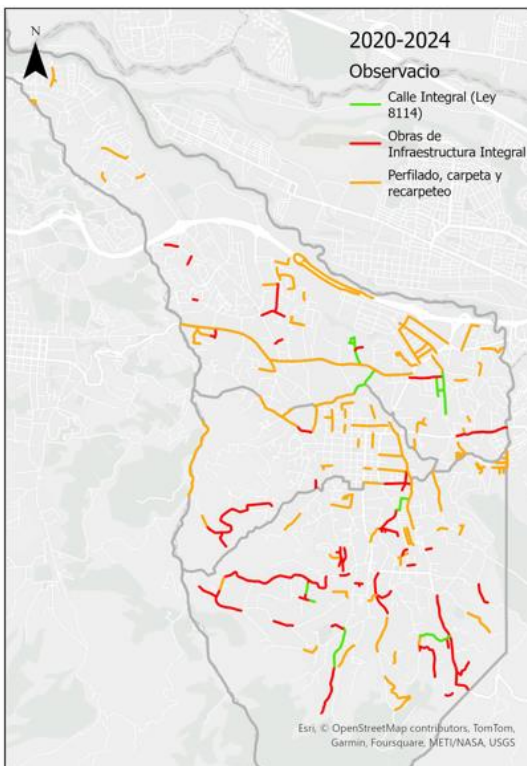 N
2020-2024
Observacio
Calle Integral (Ley
8114)
Obras de
Infraestructura Integral
Perfilado, carpeta y
recarpeteo
Esri, © OpenStreetMap contributors, TomTom,
Garmin, Foursquare, METI/NASA, USGS